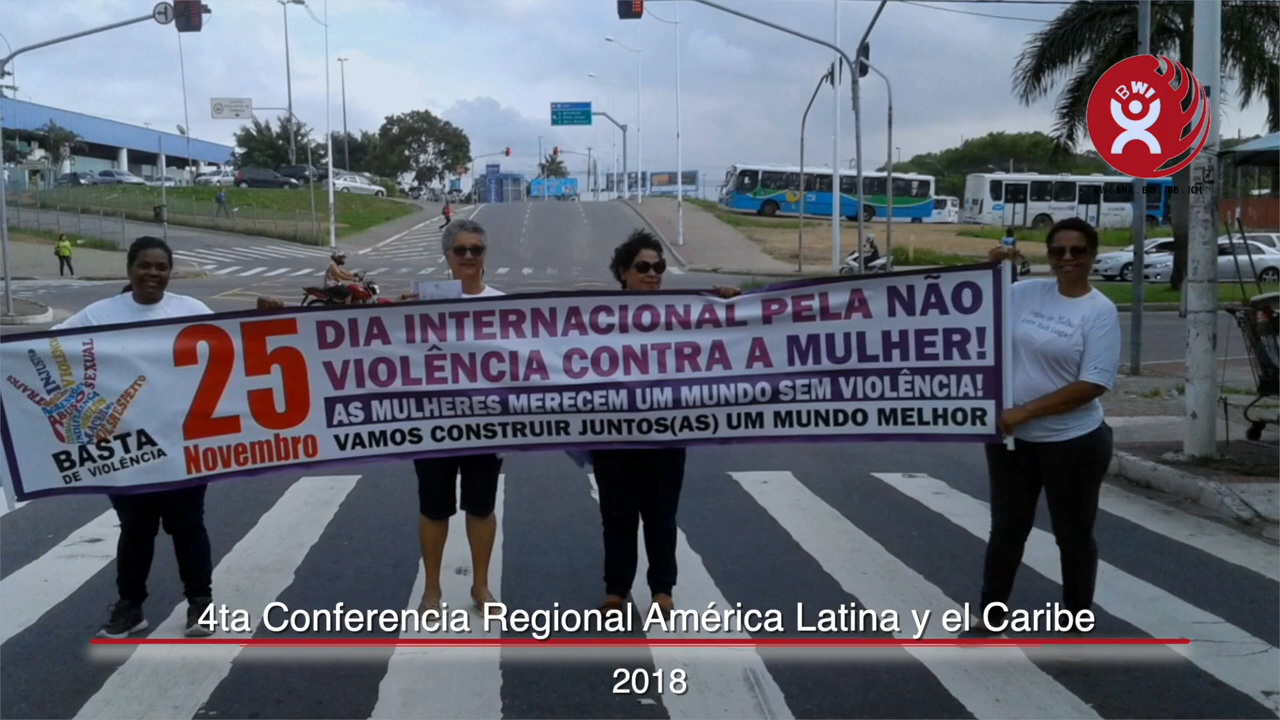 BWI
25
Novembro
DIA INTERNACIONAL PELA NÃO
VIOLÊNCIA CONTRA A MULHER!
AS MULHERES MERECEM UM MUNDO SEM VIOLÊNCIA!
VAMOS CONSTRUIR JUNTOS(AS) UM MUNDO MELHOR
SEXUAL
BASTA
DE VIOLÊNCIA
4ta Conferencia Regional América Latina y el Caribe
2018